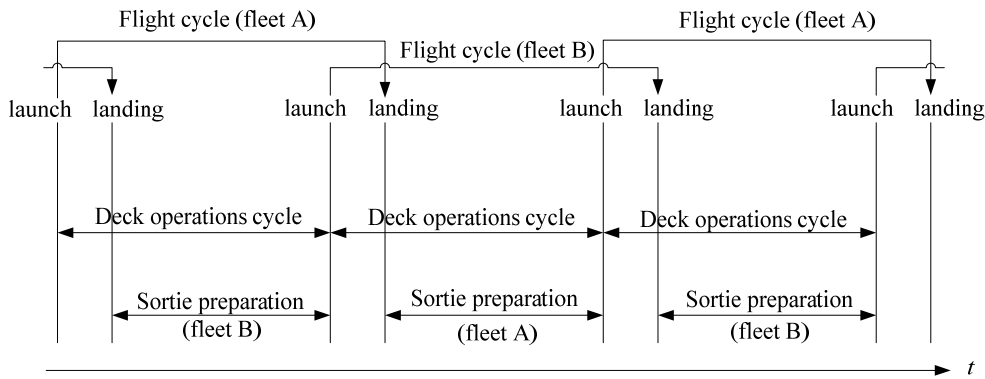 Flight cycle (fleet A)
Flight cycle (fleet B)
Flight cycle (fleet A)
launch landing launch landing launch landing launch landing
Deck operations cycle Deck operations cycle Deck operations cycle
Sortie preparation
(fleet B)
Sortie preparation
(fleet A)
Sortie preparation
(fleet B)
t